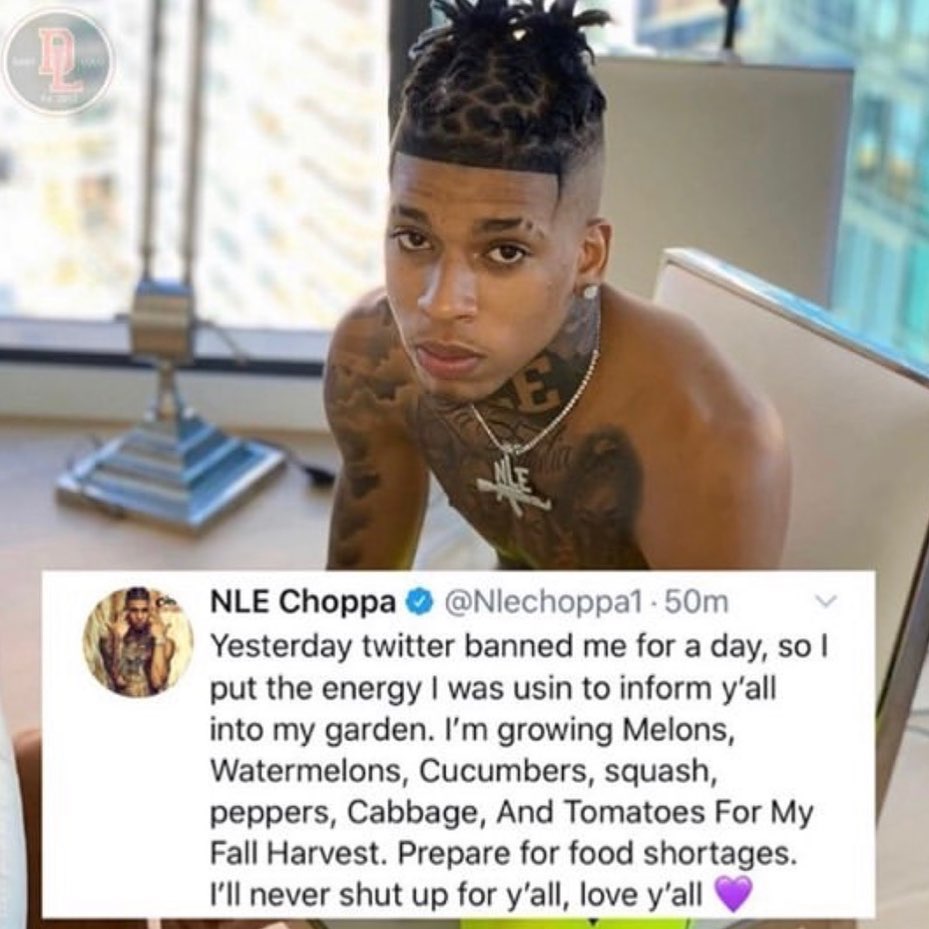 DL
E
NLE
NLE Choppa @Nlechoppa1 · 50m
Yesterday twitter banned me for a day, so I
put the energy I was usin to inform y’all
into my garden. I’m growing Melons,
Watermelons, Cucumbers, squash,
peppers, Cabbage, And Tomatoes For My
Fall Harvest. Prepare for food shortages.
I’ll never shut up for y’all, love y’all 💜